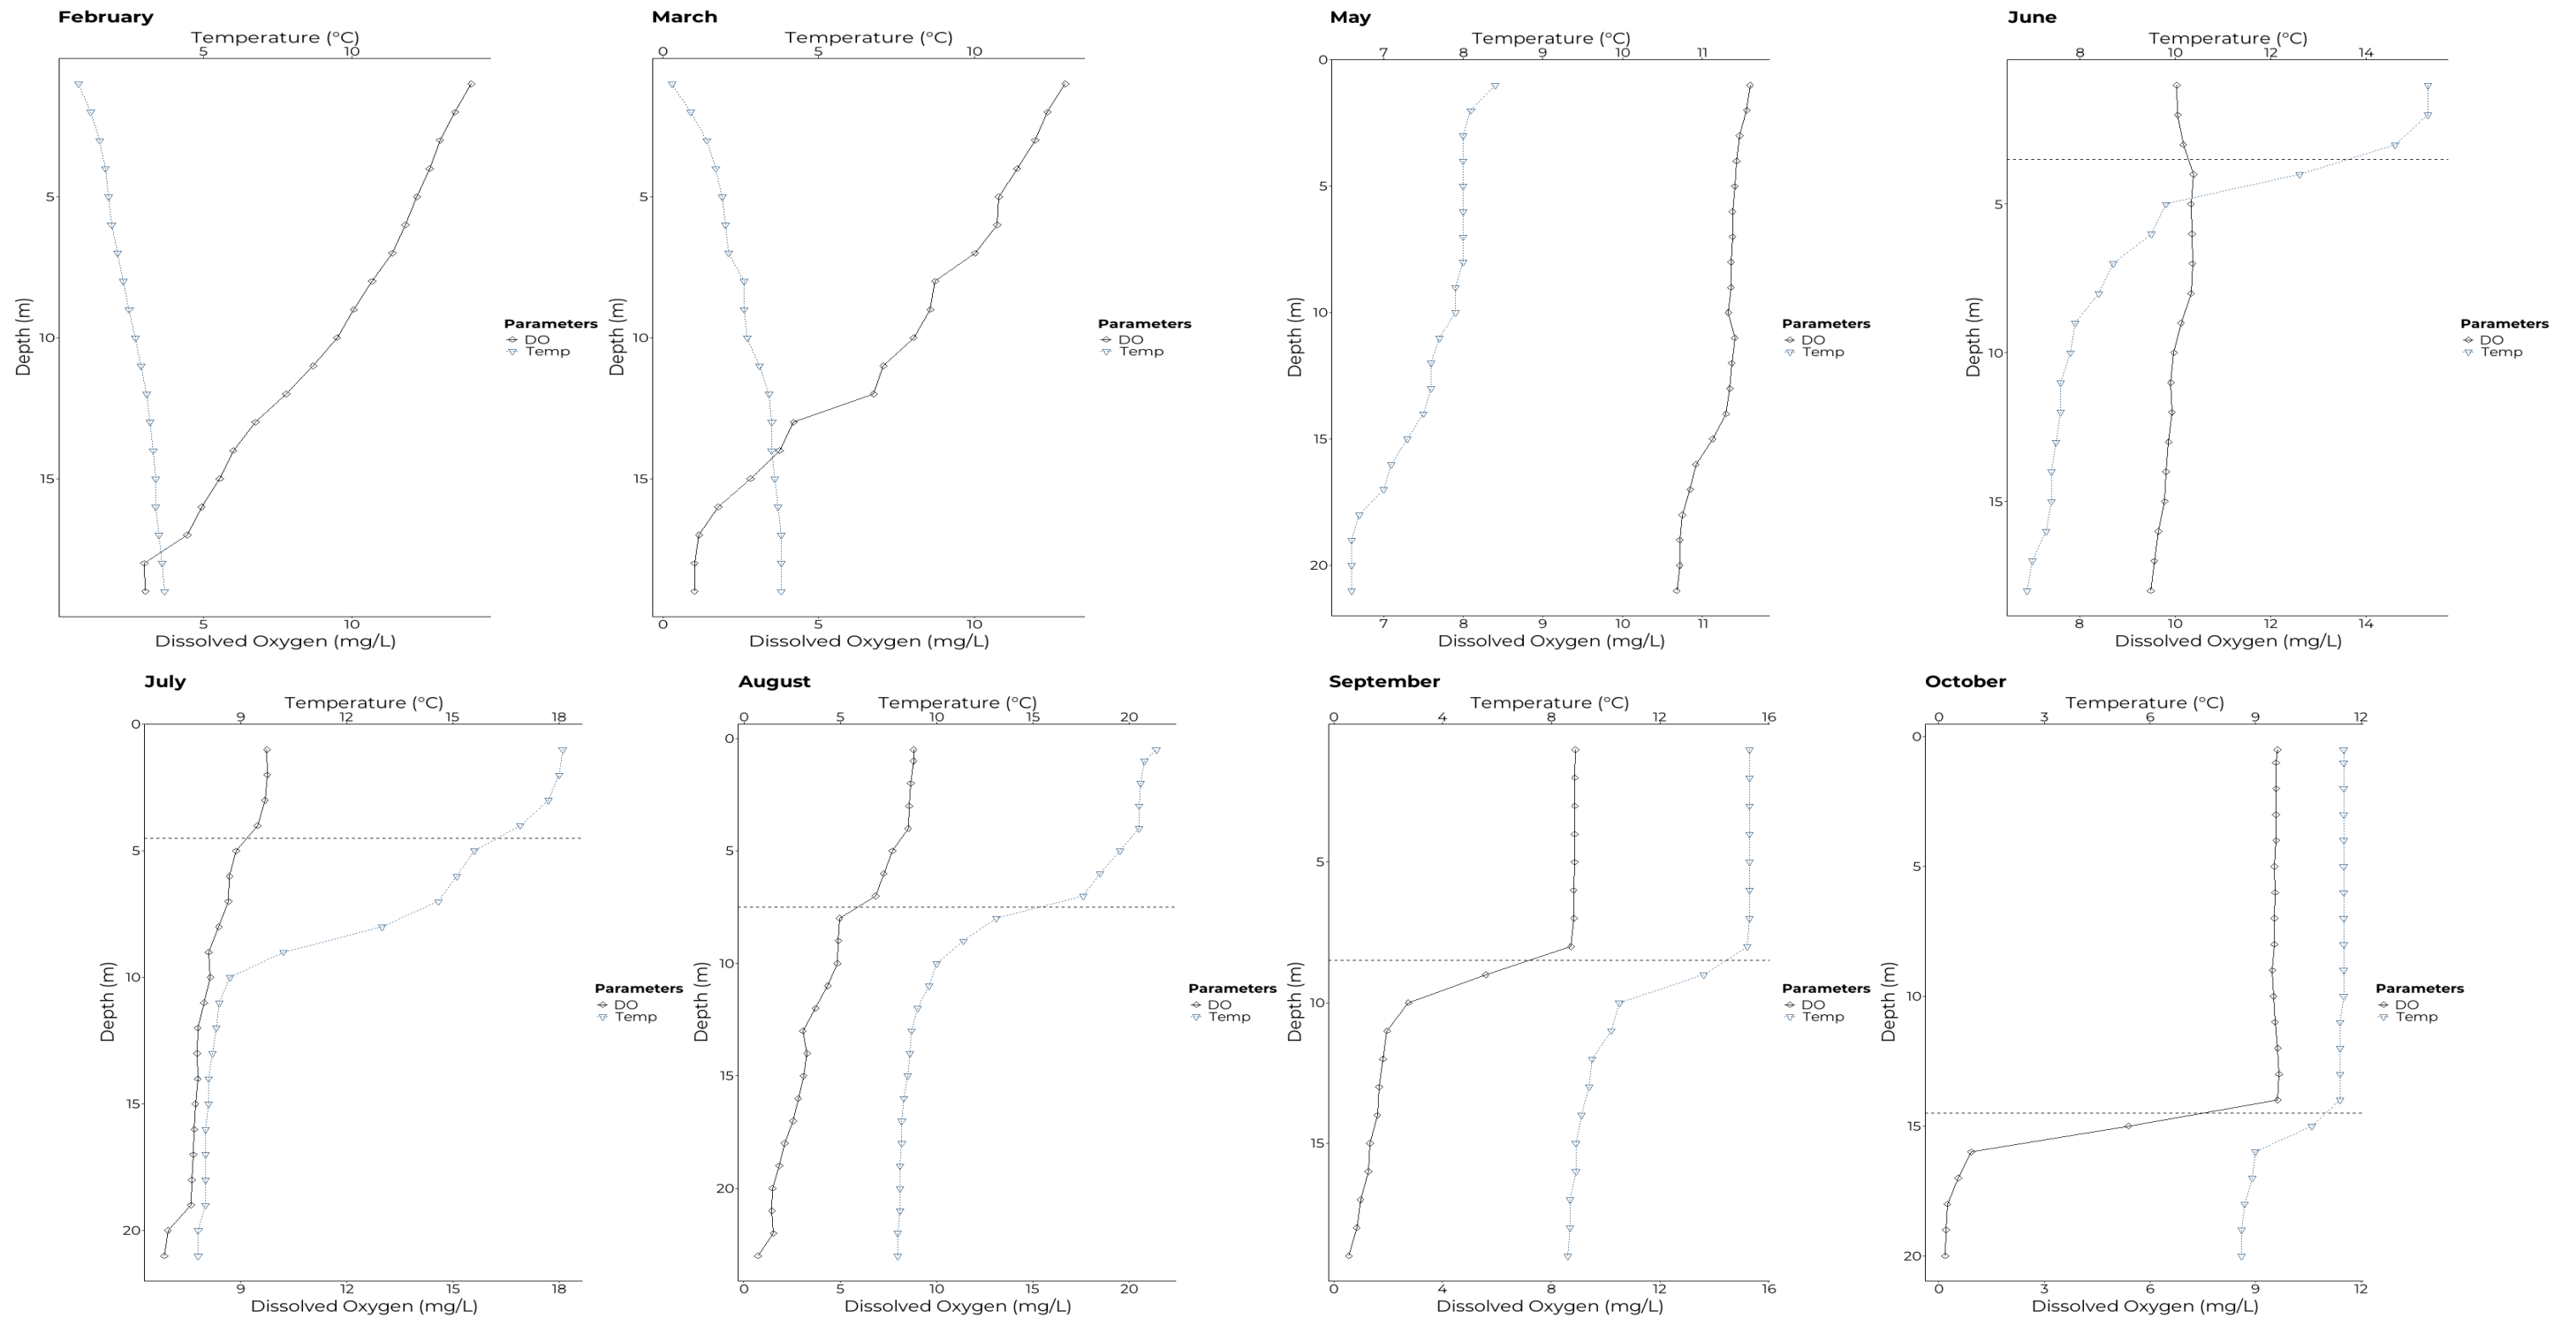 February
Temperature (°C)
5 10
Depth (m)
5
10
15
5 10
Dissolved Oxygen (mg/L)
Parameters
DO
Temp
March
Temperature (°C)
0 5 10
Depth (m)
5
10
15
0 5 10
Dissolved Oxygen (mg/L)
Parameters
DO
Temp
May
Temperature (°C)
7 8 9 10 11
Depth (m)
0
5
10
15
20
7 8 9 10 11
Dissolved Oxygen (mg/L)
Parameters
DO
Temp
June
Temperature (°C)
8 10 12 14
Depth (m)
5
10
15
8 10 12 14
Dissolved Oxygen (mg/L)
Parameters
DO
Temp
July
Temperature (°C)
9 12 15 18
Depth (m)
0
5
10
15
20
9 12 15 18
Dissolved Oxygen (mg/L)
Parameters
DO
Temp
August
Temperature (°C)
0 5 10 15 20
Depth (m)
0
5
10
15
20
0 5 10 15 20
Dissolved Oxygen (mg/L)
Parameters
DO
Temp
September
Temperature (°C)
0 4 8 12 16
Depth (m)
5
10
15
0 4 8 12 16
Dissolved Oxygen (mg/L)
Parameters
DO
Temp
October
Temperature (°C)
0 3 6 9 12
Depth (m)
0
5
10
15
20
0 3 6 9 12
Dissolved Oxygen (mg/L)
Parameters
DO
Temp